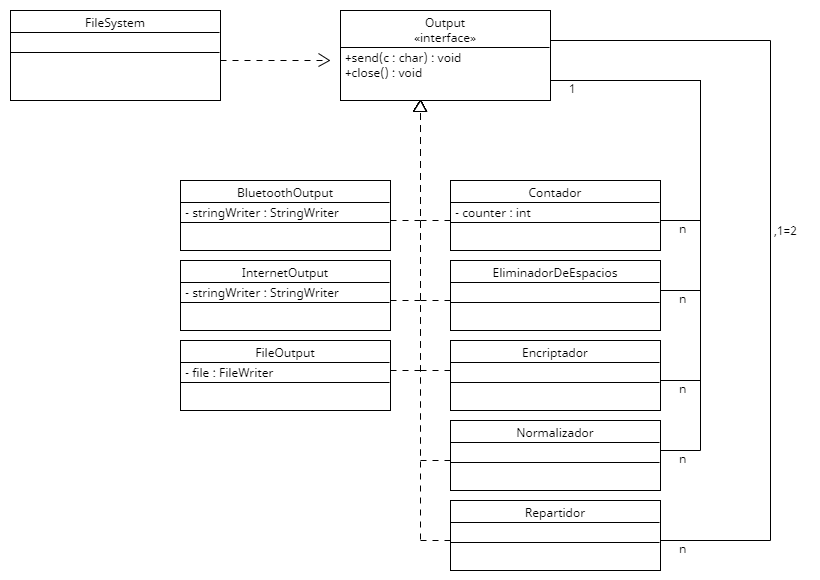 FileSystem
Output
«interface»
+send(c : char) : void
+close() : void
1
BluetoothOutput
- stringWriter : StringWriter
Contador
- counter : int
n
,1=2
InternetOutput
- stringWriter : StringWriter
EliminadorDeEspacios
n
FileOutput
- file : FileWriter
Encriptador
n
Normalizador
n
Repartidor
n